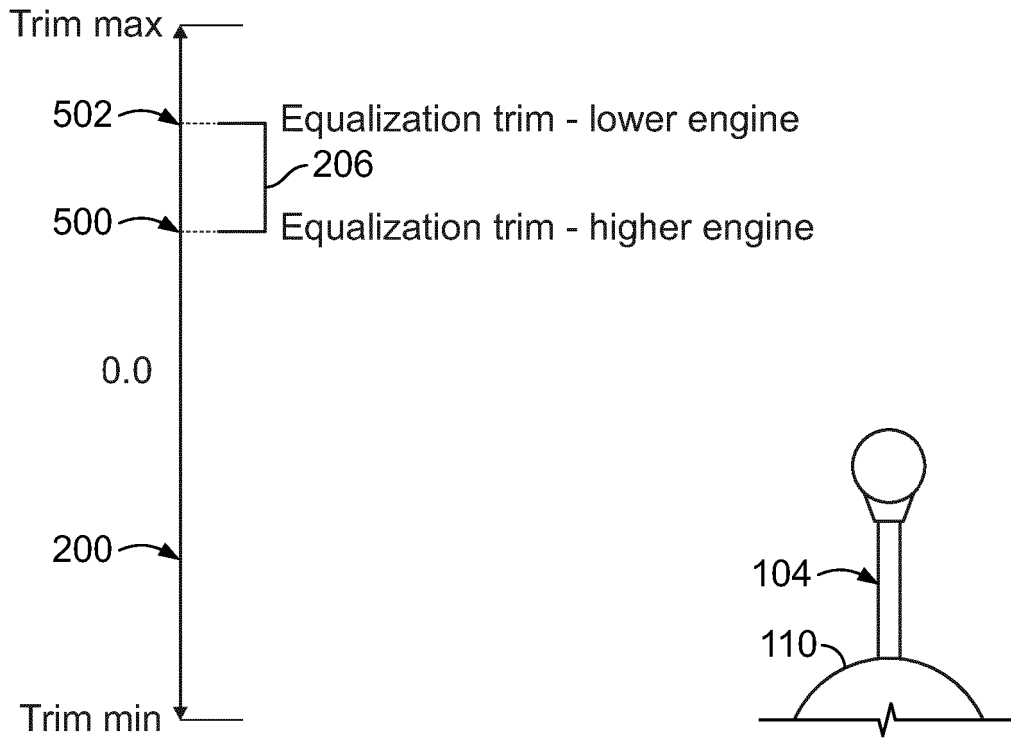 Trim max
502
Equalization trim - lower engine
206
500
Equalization trim - higher engine
0.0
200
104
110
Trim min